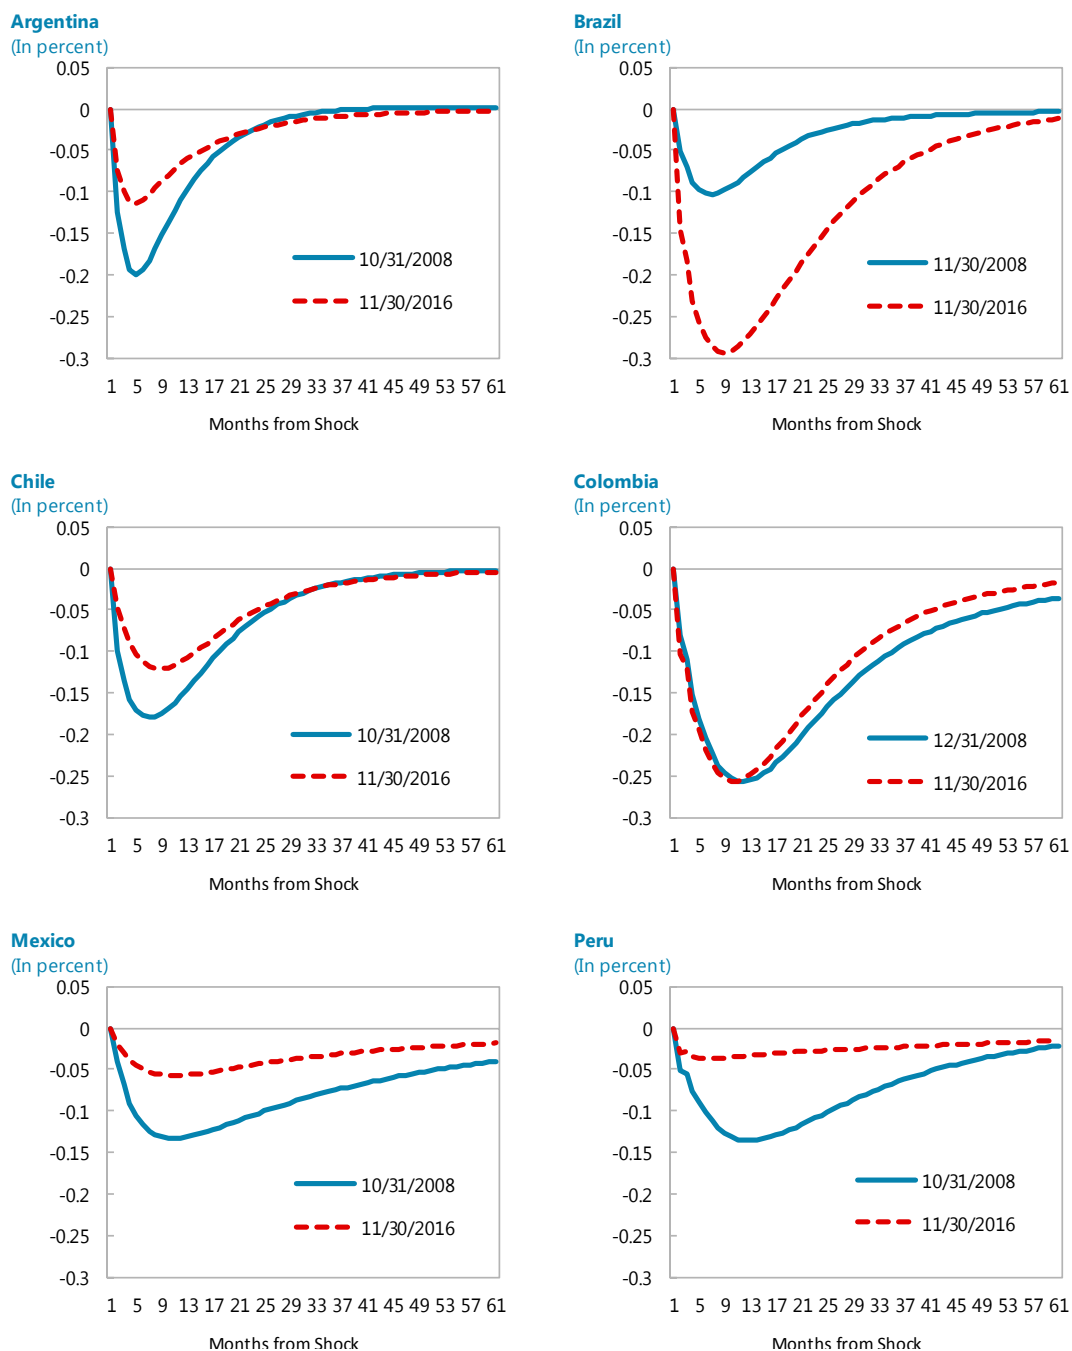 Argentina
(In percent)
0.05
0
-0.05
-0.1
-0.15
-0.2
-0.25
-0.3
10/31/2008
11/30/2016
1 5 9 13 17 21 25 29 33 37 41 45 49 53 57 61
Months from Shock
Brazil
(In percent)
0.05
0
-0.05
-0.1
-0.15
-0.2
-0.25
-0.3
11/30/2008
11/30/2016
1 5 9 13 17 21 25 29 33 37 41 45 49 53 57 61
Months from Shock
Chile
(In percent)
0.05
0
-0.05
-0.1
-0.15
-0.2
-0.25
-0.3
10/31/2008
11/30/2016
1 5 9 13 17 21 25 29 33 37 41 45 49 53 57 61
Months from Shock
Colombia
(In percent)
0.05
0
-0.05
-0.1
-0.15
-0.2
-0.25
-0.3
12/31/2008
11/30/2016
1 5 9 13 17 21 25 29 33 37 41 45 49 53 57 61
Months from Shock
Mexico
(In percent)
0.05
0
-0.05
-0.1
-0.15
-0.2
-0.25
-0.3
10/31/2008
11/30/2016
1 5 9 13 17 21 25 29 33 37 41 45 49 53 57 61
Months from Shock
Peru
(In percent)
0.05
0
-0.05
-0.1
-0.15
-0.2
-0.25
-0.3
10/31/2008
11/30/2016
1 5 9 13 17 21 25 29 33 37 41 45 49 53 57 61
Months from Shock